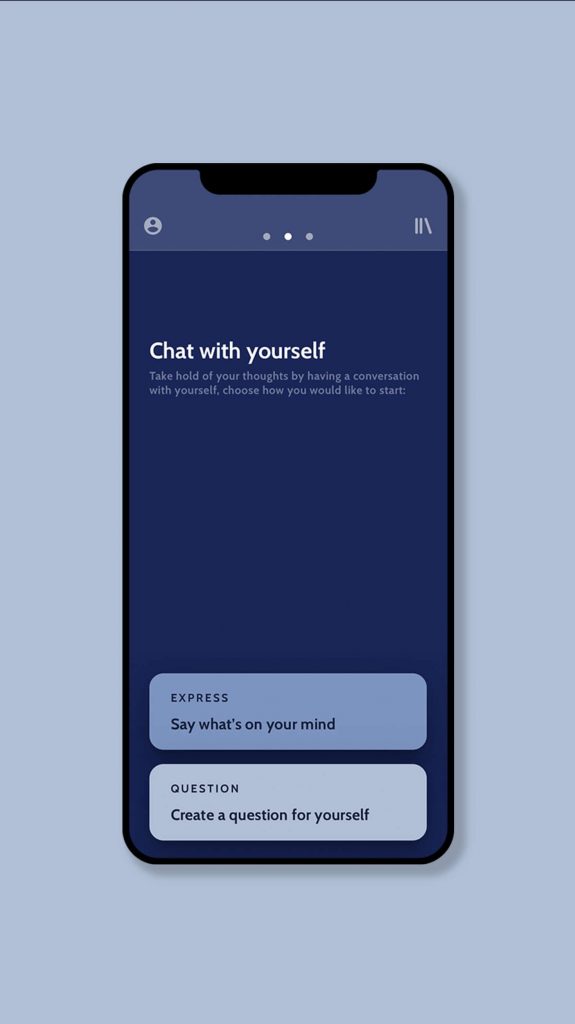 Chat with yourself
Take hold of your thoughts by having a conversation
with yourself, choose how you would like to start:
EXPRESS
Say what's on your mind
QUESTION
Create a question for yourself